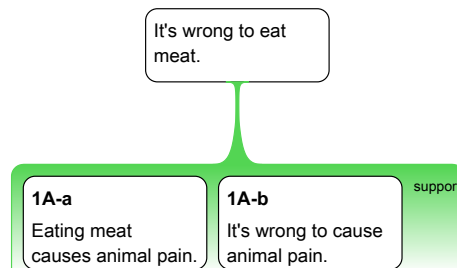 It's wrong to eat
meat.
1A-a
Eating meat
causes animal pain.
1A-b
It's wrong to cause
animal pain.